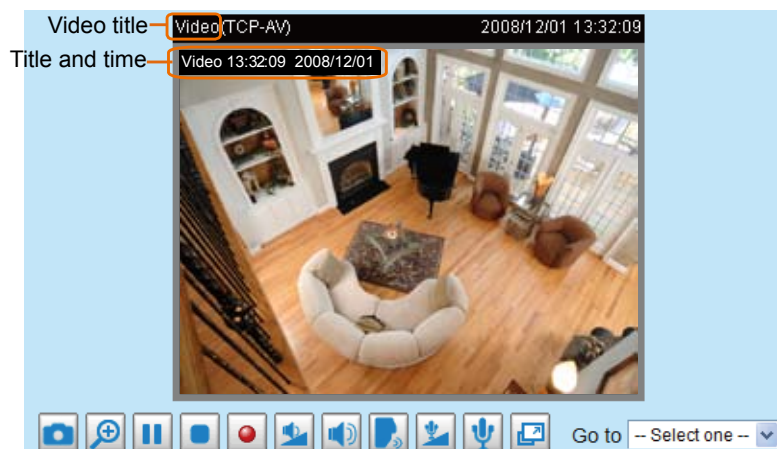 Video title
Video(TCP-AV) 2008/12/01 13:32:09
Title and time
Video 13:32:09 2008/12/01
Go to -- Select one --